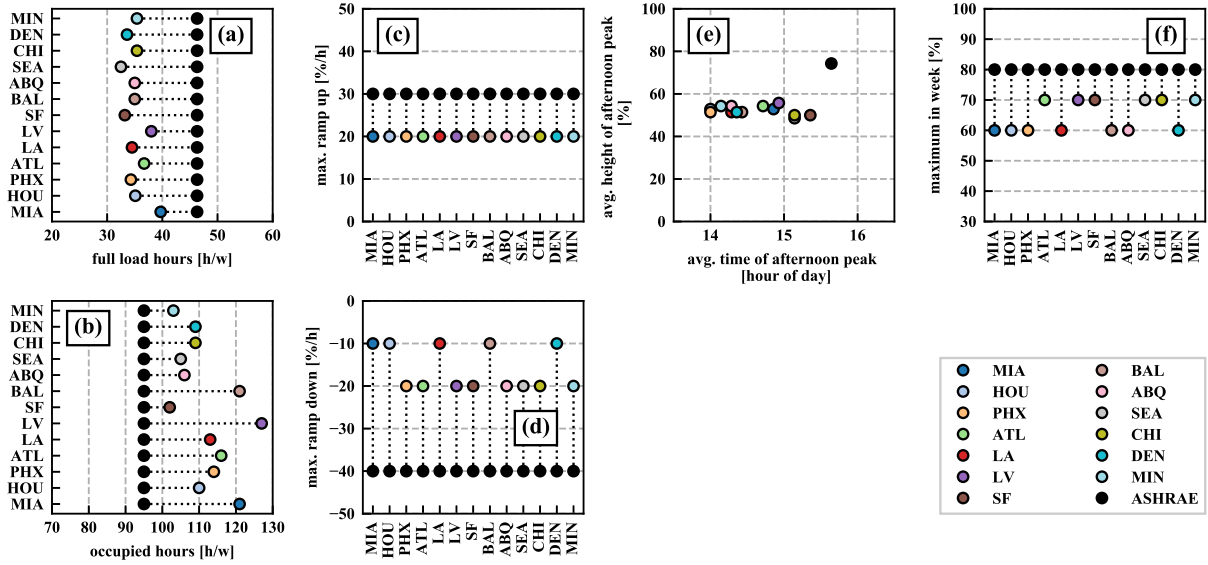 (a)
MIN
DEN
CHI
SEA
ABQ
BAL
SF
LV
LA
ATL
PHX
HOU
MIA
20 30 40 50 60
full load hours [h/w]
(c)
max. ramp up [%/h]
50
40
30
20
10
0
MIA HOU PHX ATL LA LV SF BAL ABQ SEA CHI DEN MIN
(e)
avg. height of afternoon peak
[%]
100
80
60
40
20
0
14 15 16
avg. time of afternoon peak
[hour of day]
(f)
maximum in week [%]
100
90
80
70
60
50
40
30
MIA HOU PHX ATL LA LV SF BAL ABQ SEA CHI DEN MIN
(b)
MIN
DEN
CHI
SEA
ABQ
BAL
SF
LV
LA
ATL
PHX
HOU
MIA
70 80 90 100 110 120 130
occupied hours [h/w]
(d)
max. ramp down [%/h]
0
−10
−20
−30
−40
−50
MIA HOU PHX ATL LA LV SF BAL ABQ SEA CHI DEN MIN
MIA
HOU
PHX
ATL
LA
LV
SF
BAL
ABQ
SEA
CHI
DEN
MIN
ASHRAE